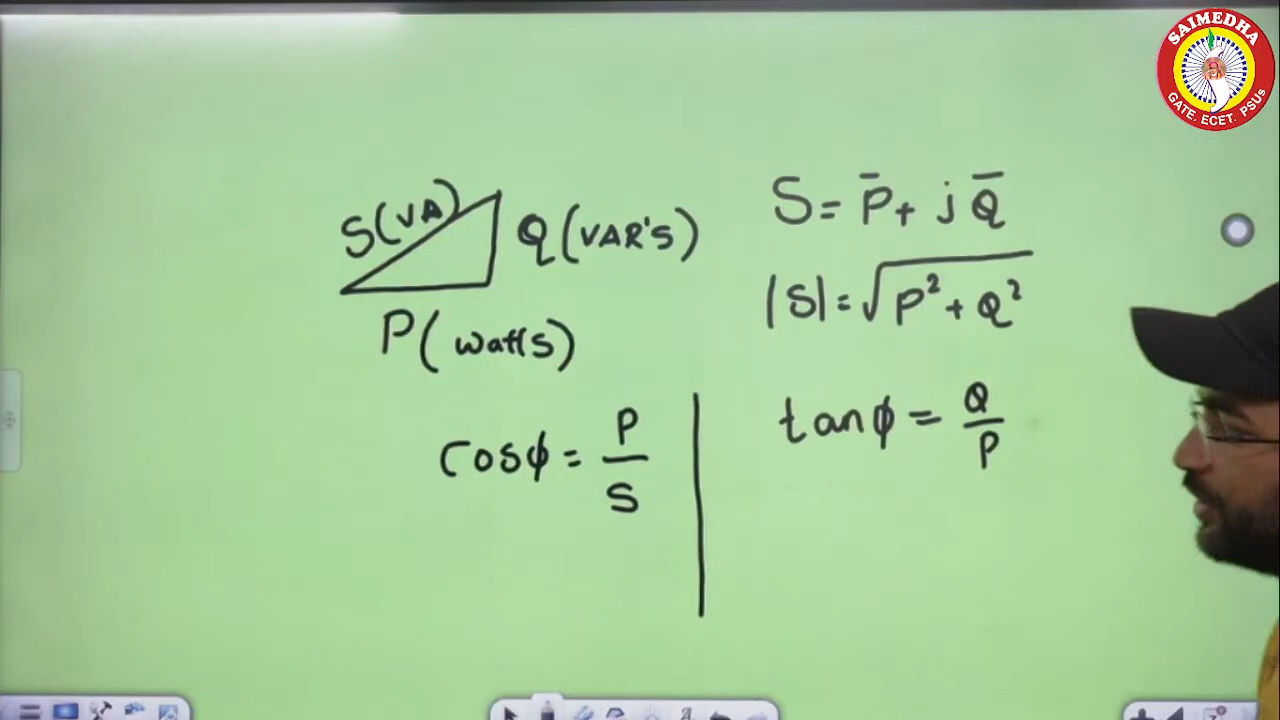 SAIMEDHA
GATE. ECET. PSUs
S(VA)
Q(VAR'S)
P(watts)
S = P̄ + j Q̄
|S| = √P² + Q²
cosϕ = P/S
tanϕ = Q/P